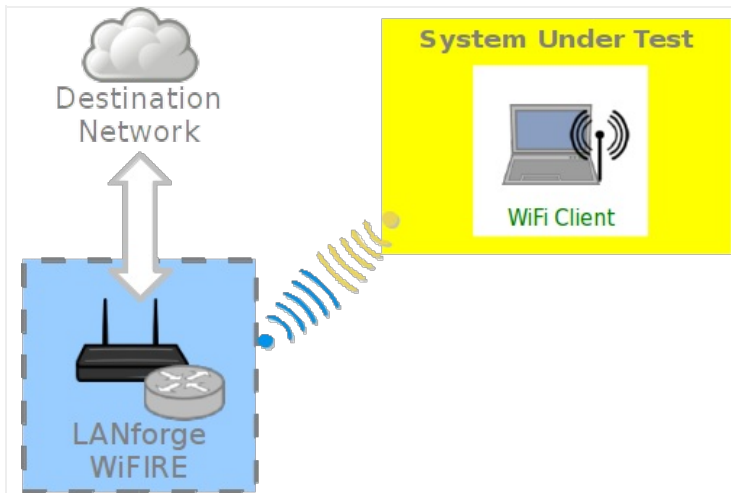 System Under Test
Destination
Network
WiFi Client
LANforge
WiFIRE